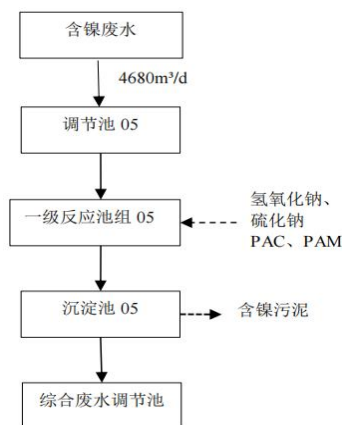 含镍废水
4680m³/d
调节池 05
一级反应池组 05
氢氧化钠、
硫化钠
PAC、PAM
沉淀池 05
含镍污泥
综合废水调节池